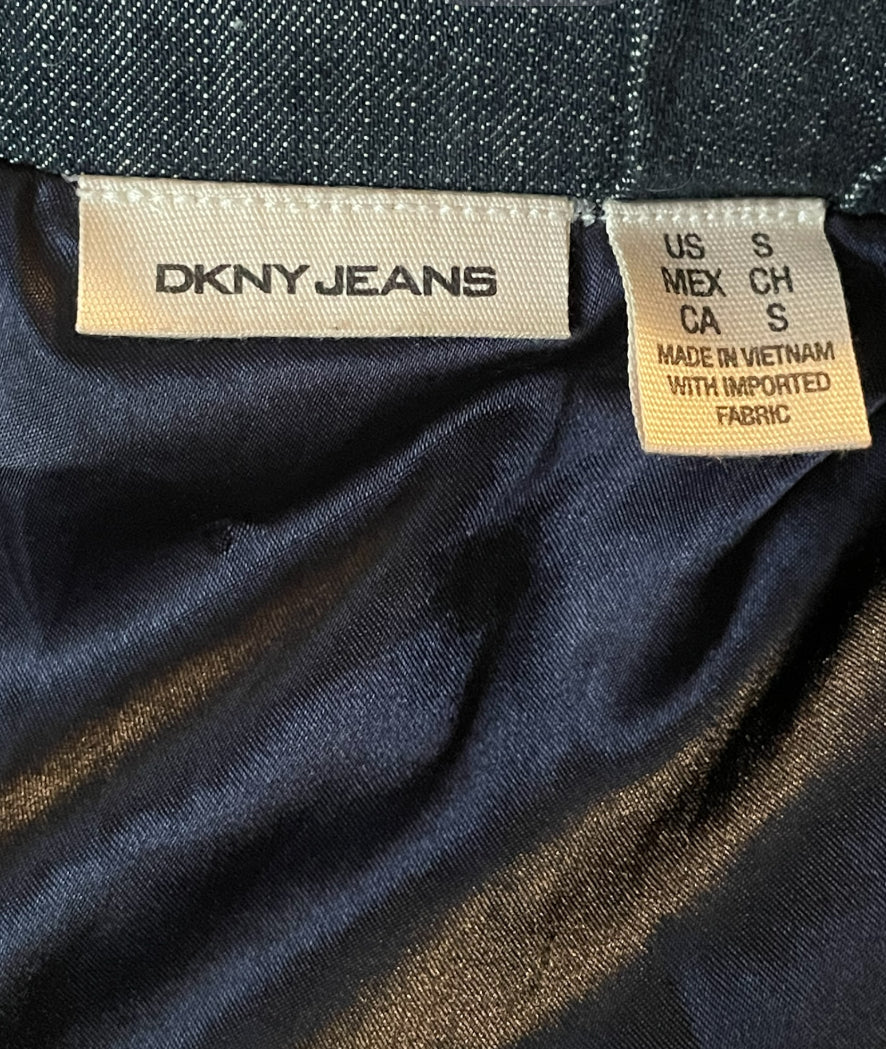 DKNY JEANS
US S
MEX CH
CA S
MADE IN VIETNAM
WITH IMPORTED
FABRIC